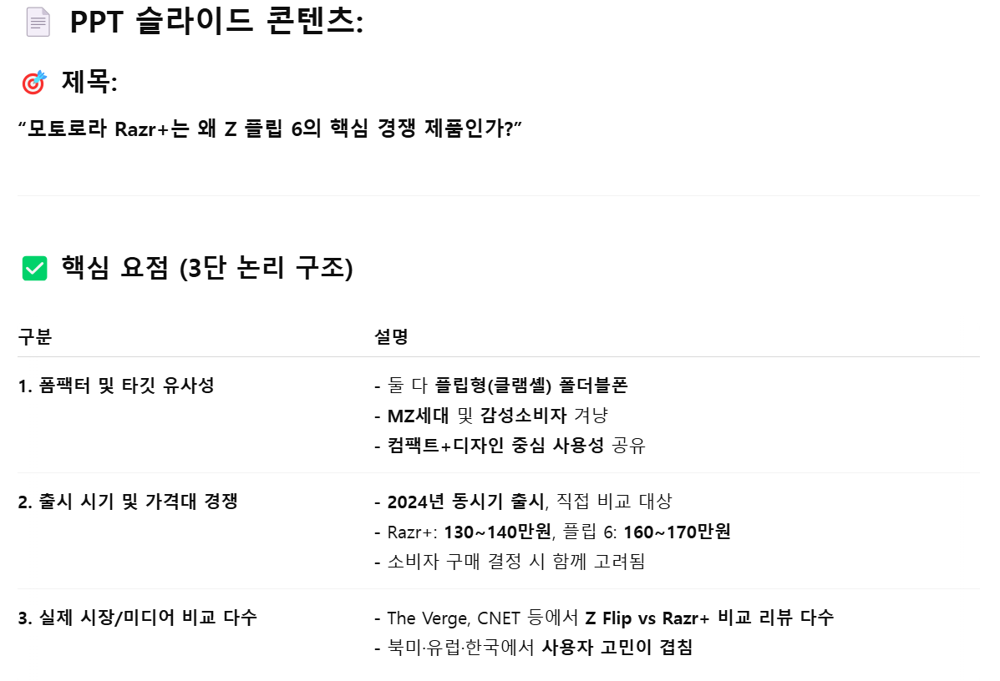 PPT 슬라이드 콘텐츠:
제목:
“모토로라 Razr+는 왜 Z 플립 6의 핵심 경쟁 제품인가?”
핵심 요점 (3단 논리 구조)
구분 설명
1. 폼팩터 및 타깃 유사성 - 둘 다 플립형(클램셸) 폴더블폰
- MZ세대 및 감성소비자 겨냥
- 컴팩트+디자인 중심 사용성 공유
2. 출시 시기 및 가격대 경쟁 - 2024년 동시기 출시, 직접 비교 대상
- Razr+: 130~140만원, 플립 6: 160~170만원
- 소비자 구매 결정 시 함께 고려됨
3. 실제 시장/미디어 비교 다수 - The Verge, CNET 등에서 Z Flip vs Razr+ 비교 리뷰 다수
- 북미·유럽·한국에서 사용자 고민이 겹침